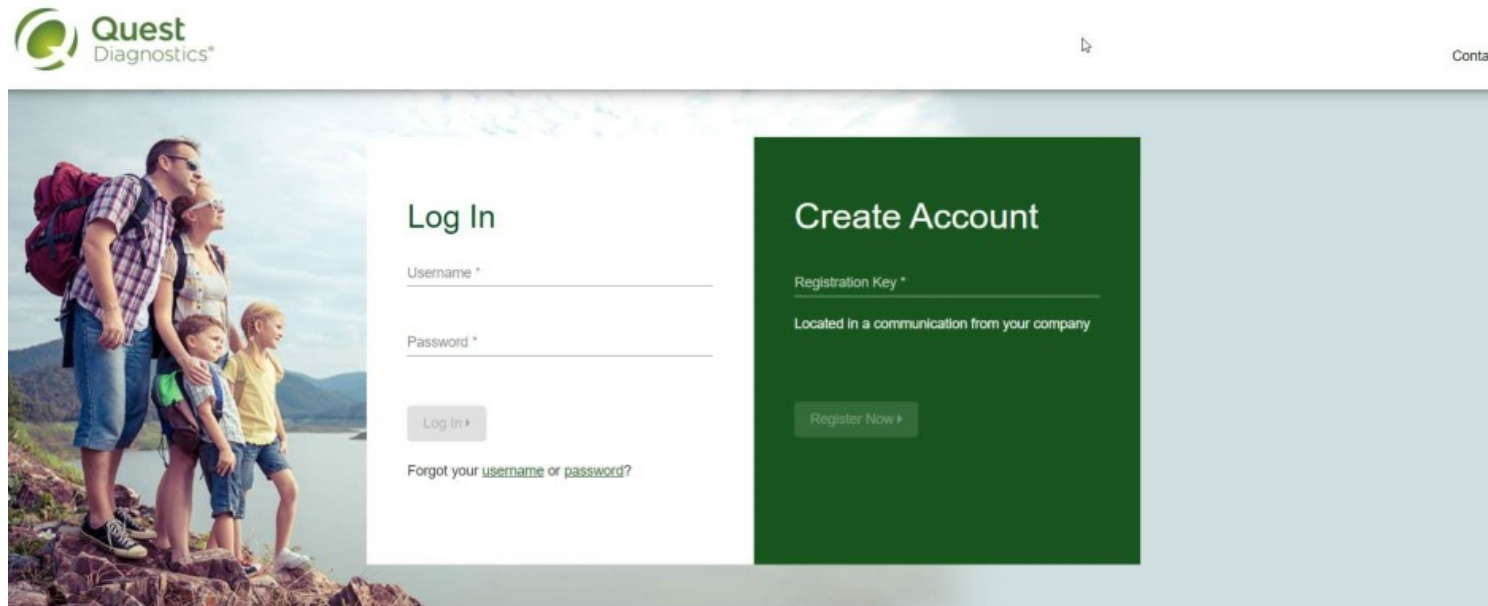 Quest
Diagnostics®
Conta
Log In
Username *
Password *
Log In
Forgot your username or password?
Create Account
Registration Key *
Located in a communication from your company
Register Now